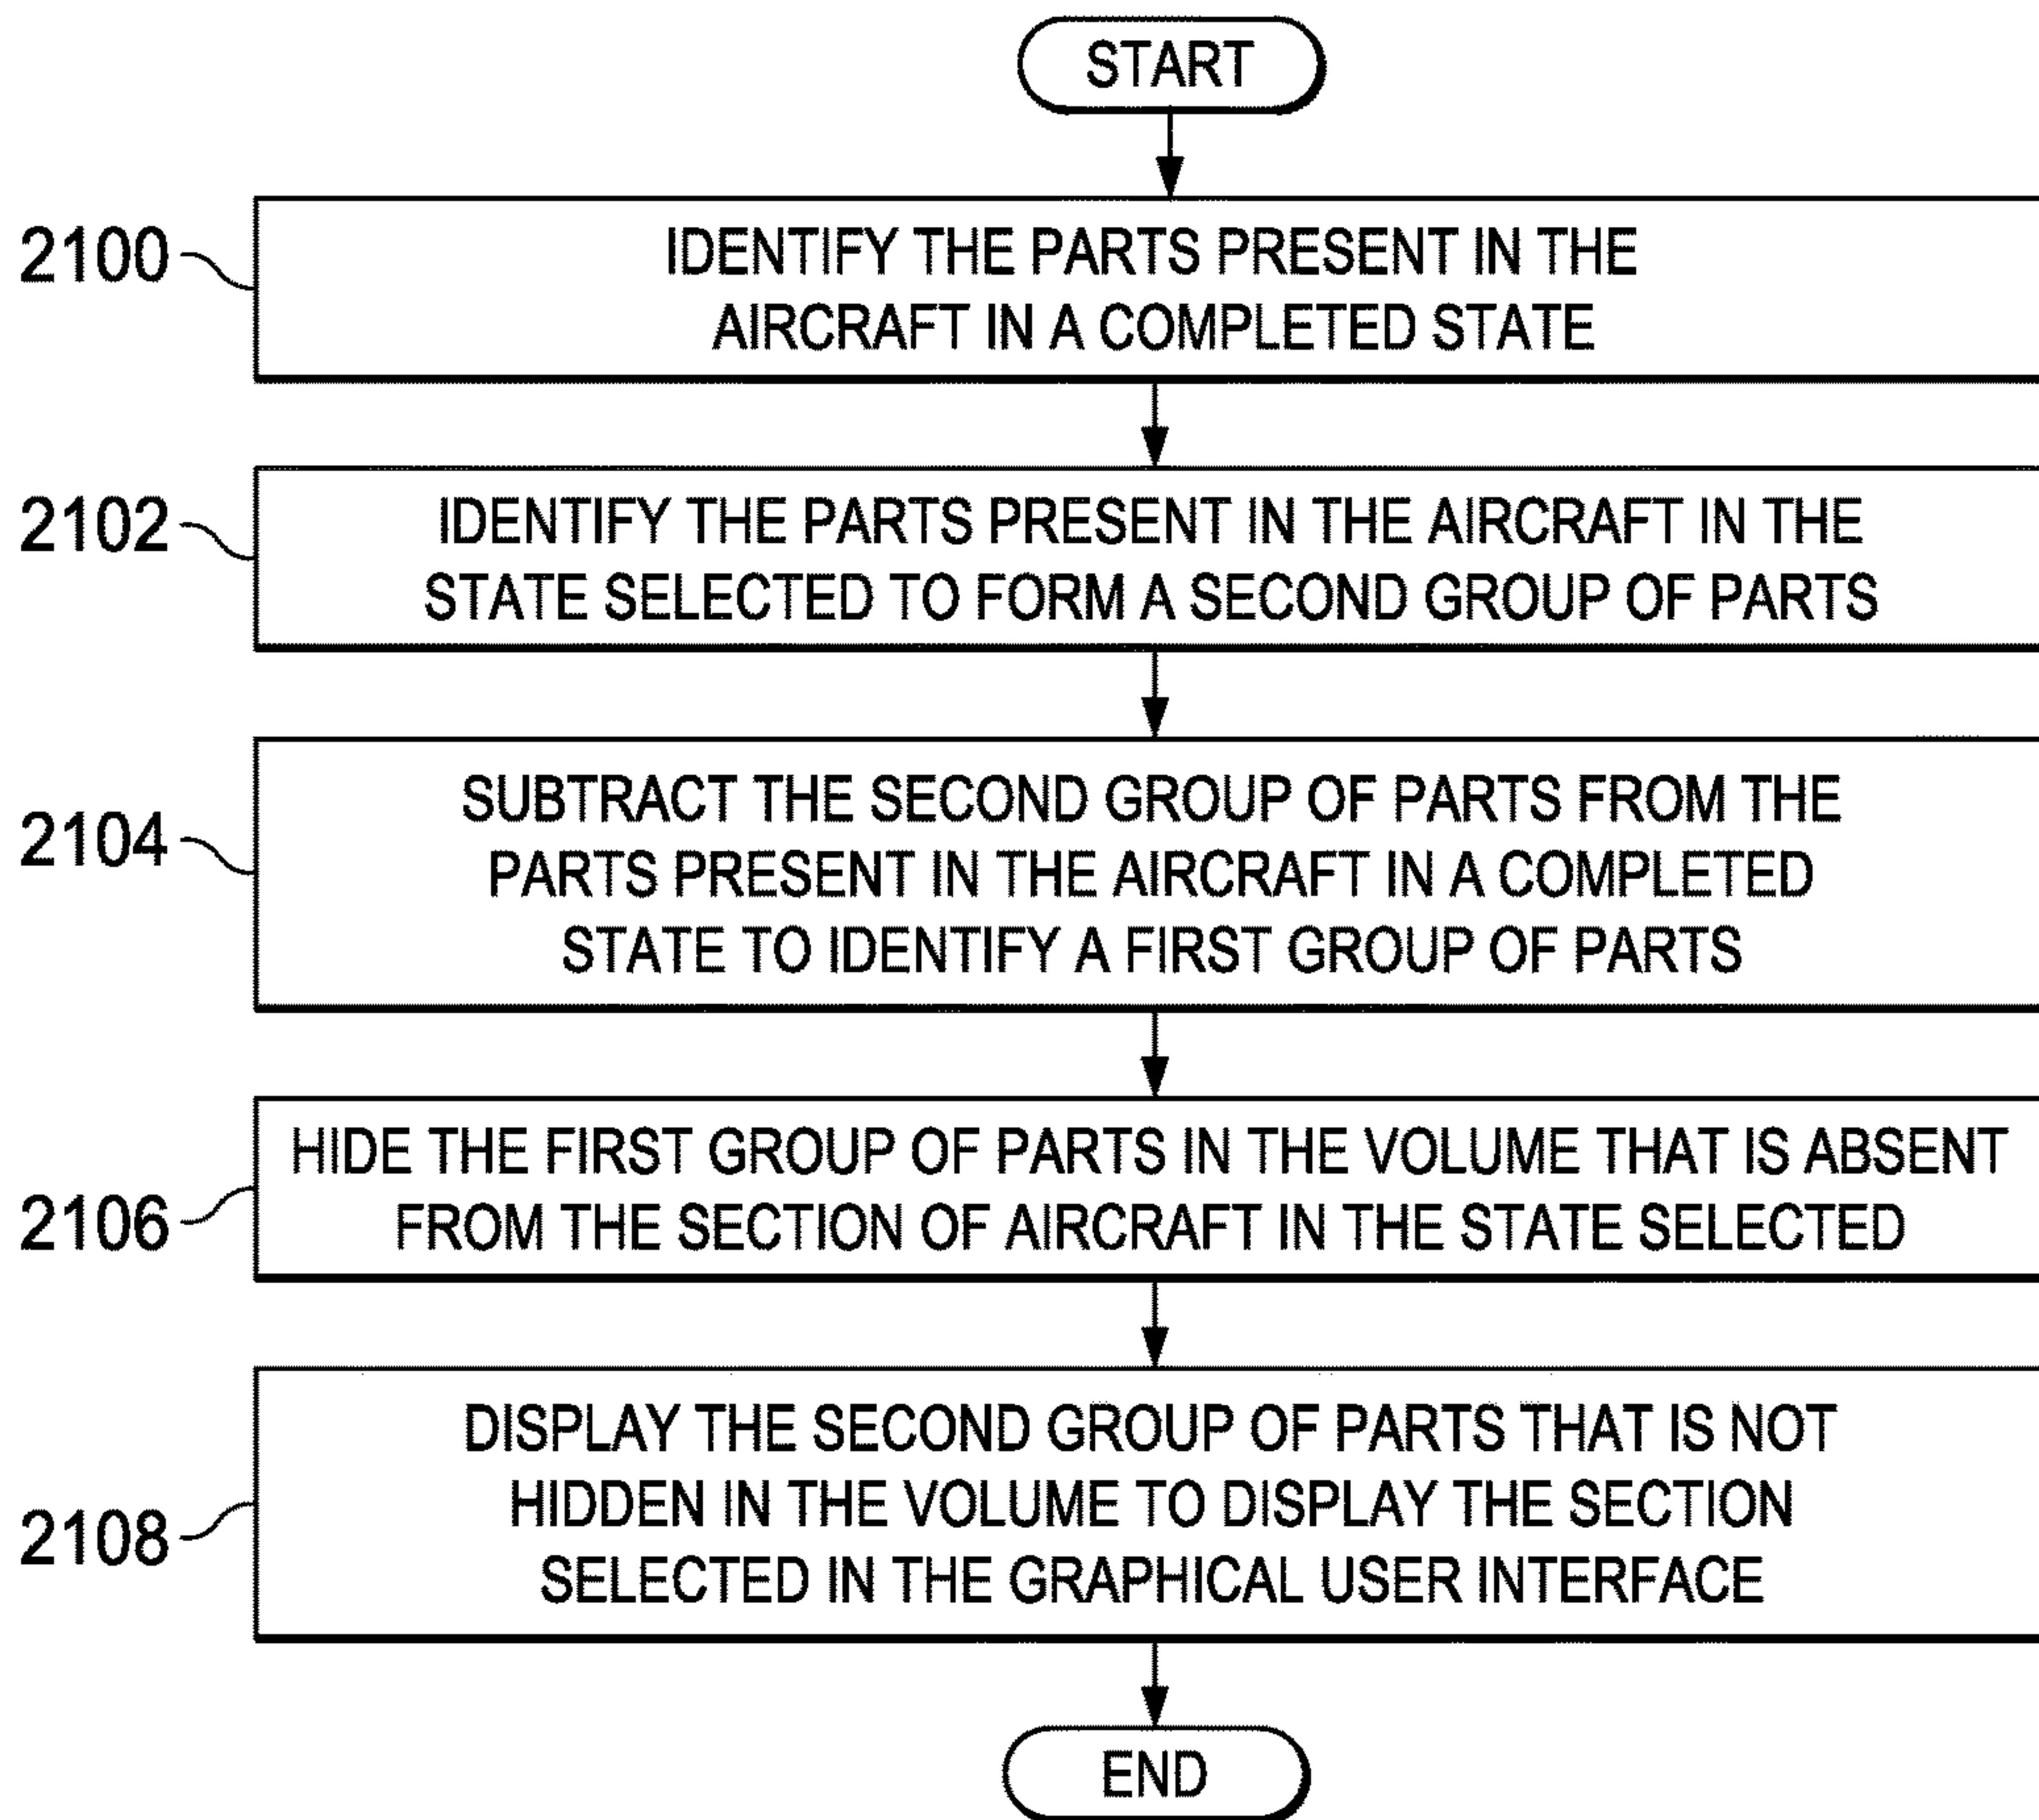 START
2100
IDENTIFY THE PARTS PRESENT IN THE
AIRCRAFT IN A COMPLETED STATE
2102
IDENTIFY THE PARTS PRESENT IN THE AIRCRAFT IN THE
STATE SELECTED TO FORM A SECOND GROUP OF PARTS
2104
SUBTRACT THE SECOND GROUP OF PARTS FROM THE
PARTS PRESENT IN THE AIRCRAFT IN A COMPLETED
STATE TO IDENTIFY A FIRST GROUP OF PARTS
2106
HIDE THE FIRST GROUP OF PARTS IN THE VOLUME THAT IS ABSENT
FROM THE SECTION OF AIRCRAFT IN THE STATE SELECTED
2108
DISPLAY THE SECOND GROUP OF PARTS THAT IS NOT
HIDDEN IN THE VOLUME TO DISPLAY THE SECTION
SELECTED IN THE GRAPHICAL USER INTERFACE
END